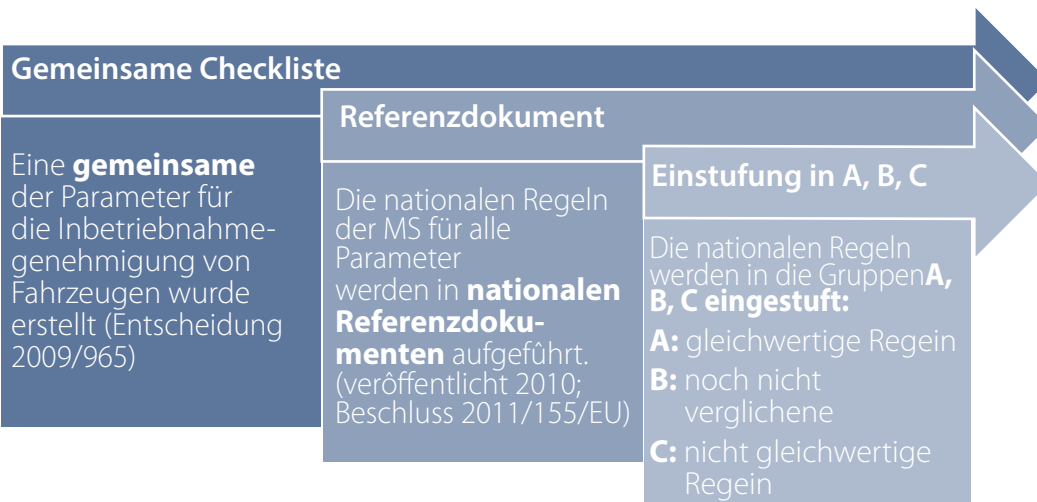 Gemeinsame Checkliste
Eine gemeinsame
der Parameter für
die Inbetriebnahme-
genehmigung von
Fahrzeugen wurde
erstellt (Entscheidung
2009/965)
Referenzdokument
Die nationalen Regeln
der MS für alle
Parameter
werden in nationalen
Referenzdoku-
menten aufgefûhrt.
(verôffentlicht 2010;
Beschluss 2011/155/EU)
Einstufung in A, B, C
Die nationalen Regeln
werden in die GruppenA,
B, C eingestuft:
A: gleichwertige Regein
B: noch nicht
verglichene
C: nicht gleichwertige
Regein